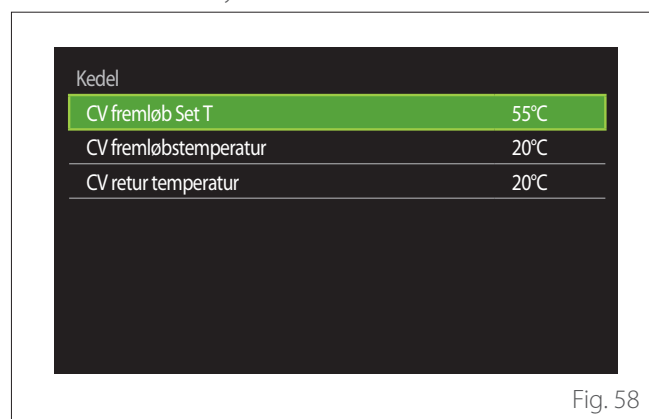 Kedel
CV fremløb Set T 55°C
CV fremløbstemperatur 20°C
CV retur temperatur 20°C
Fig. 58